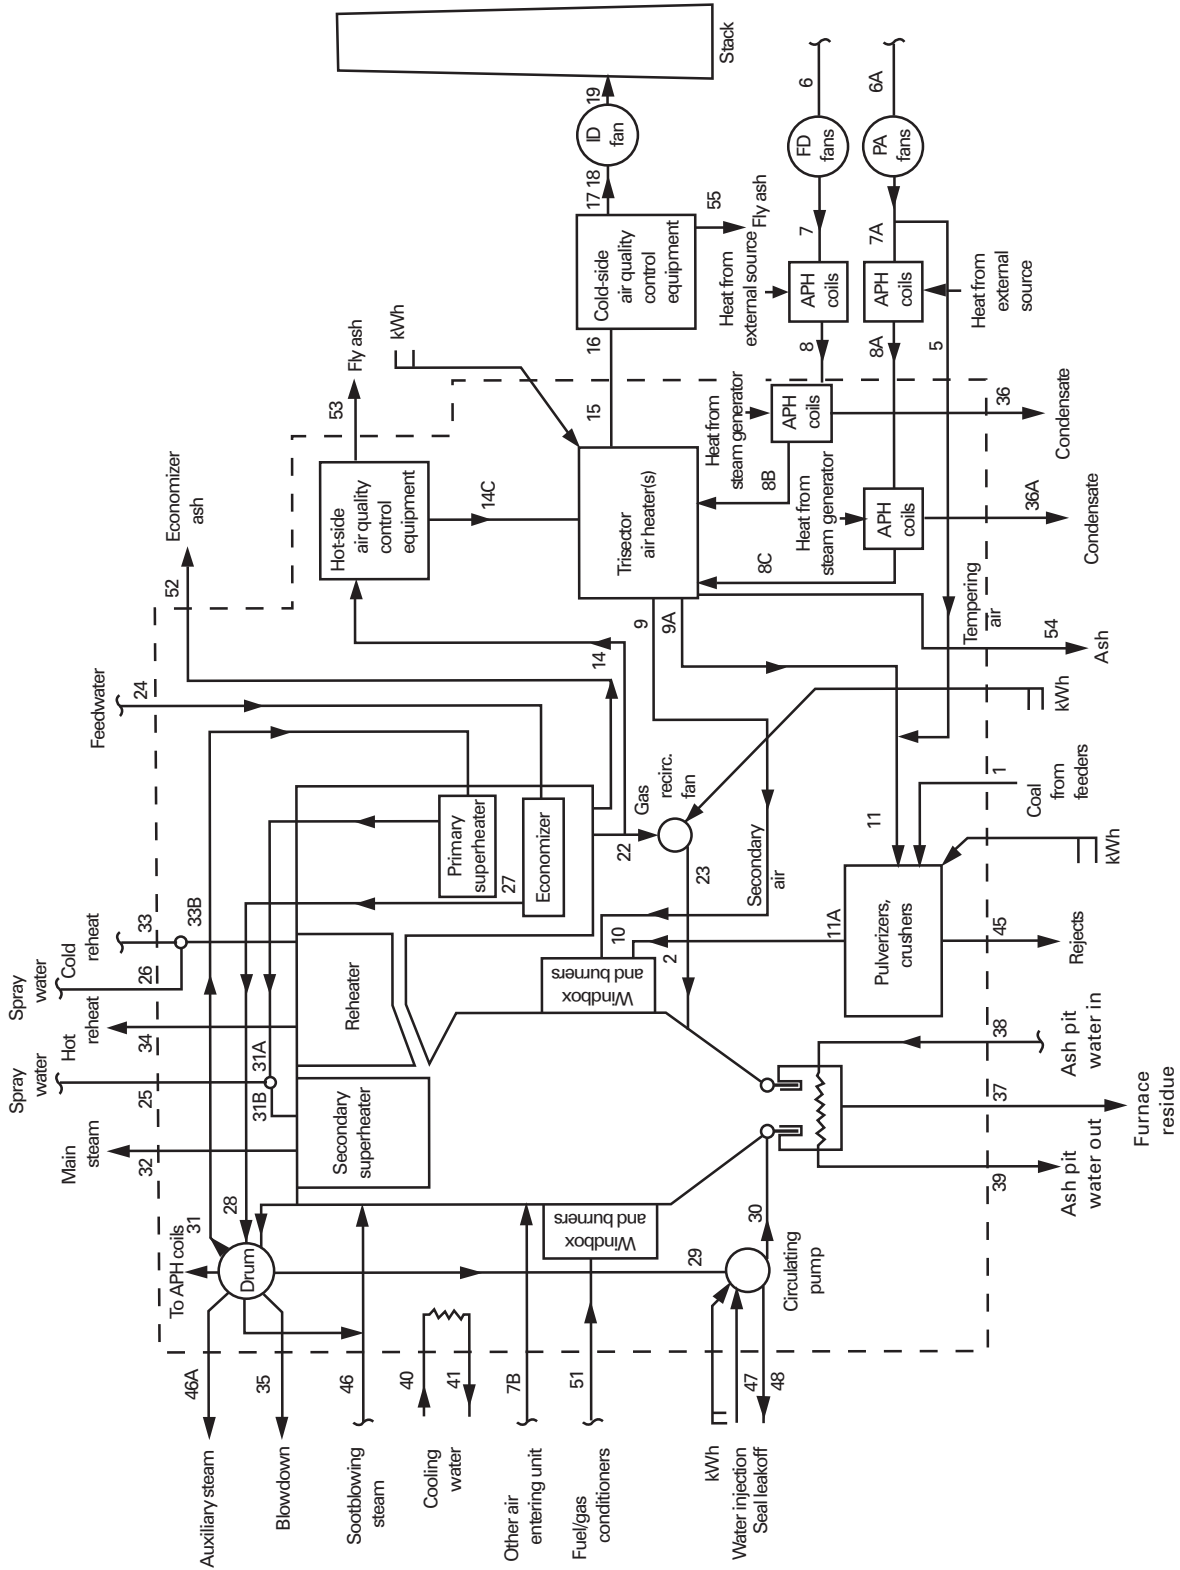 Stack
19
ID
fan
17
18
Cold-side
air quality
control
equipment
55
Fly ash
16
15
6
FD
fans
7
Heat from
external source
APH
coils
8
6A
PA
fans
7A
APH
coils
Heat from
external
source
8A
5
kWh
Fly ash
53
Hot-side
air quality
control
equipment
14C
Trisector
air heater(s)
Heat from
steam generator
APH
coils
8B
36
Condensate
Heat from
steam generator
APH
coils
8C
36A
Condensate
Tempering
air
54
Ash
Economizer
ash
52
14
9
9A
Feedwater
24
kWh
Gas
recirc.
fan
22
23
Secondary
air
Primary
superheater
27
Economizer
11
1
Coal
from
feeders
kWh
Pulverizers,
crushers
11A
45
Rejects
10
2
Windbox
and burners
Cold
reheat
33
33B
Spray
water
26
Reheater
Hot
reheat
34
31A
31B
Spray
water
25
Main
steam
32
Secondary
superheater
38
Ash pit
water in
37
Furnace
residue
39
Ash pit
water out
31
28
To APH coils
Drum
Windbox
and burners
29
30
Circulating
pump
46A
Auxiliary steam
35
Blowdown
46
Sootblowing
steam
40
41
Cooling
water
7B
Other air
entering unit
51
Fuel/gas
conditioners
kWh
47
Water injection
48
Seal leakoff